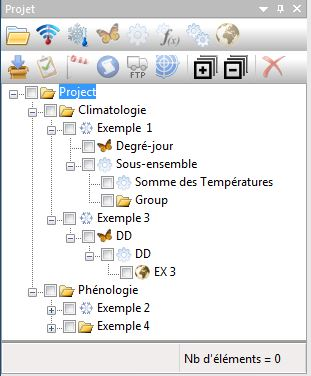 Projet
f(x)
FTP
Project
Climatologie
Exemple 1
Degré-jour
Sous-ensemble
Somme des Températures
Group
Exemple 3
DD
DD
EX 3
Phénologie
Exemple 2
Exemple 4
Nb d'éléments = 0